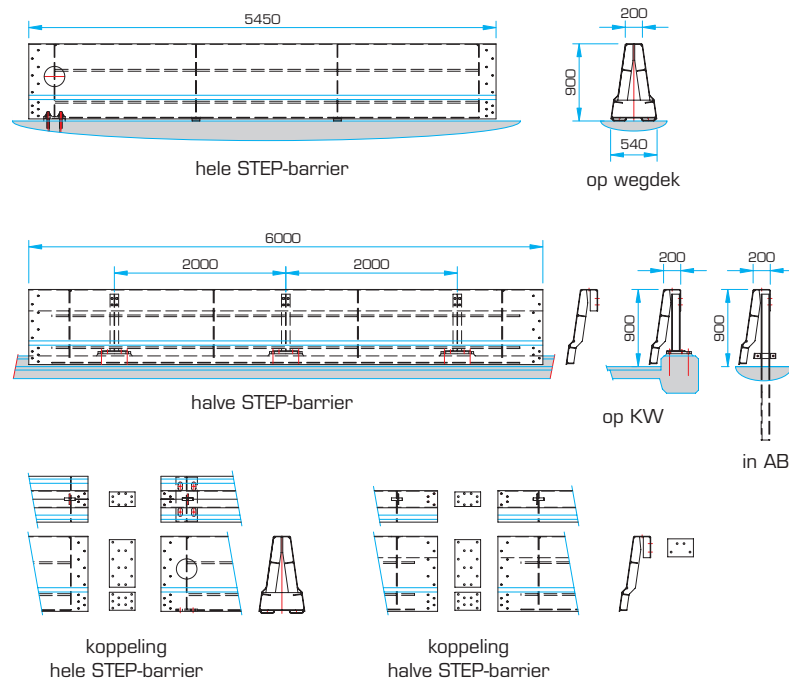 5450
200
900
540
hele STEP-barrier
op wegdek
6000
2000
2000
200
200
900
900
halve STEP-barrier
op KW
in AB
koppeling
hele STEP-barrier
koppeling
halve STEP-barrier